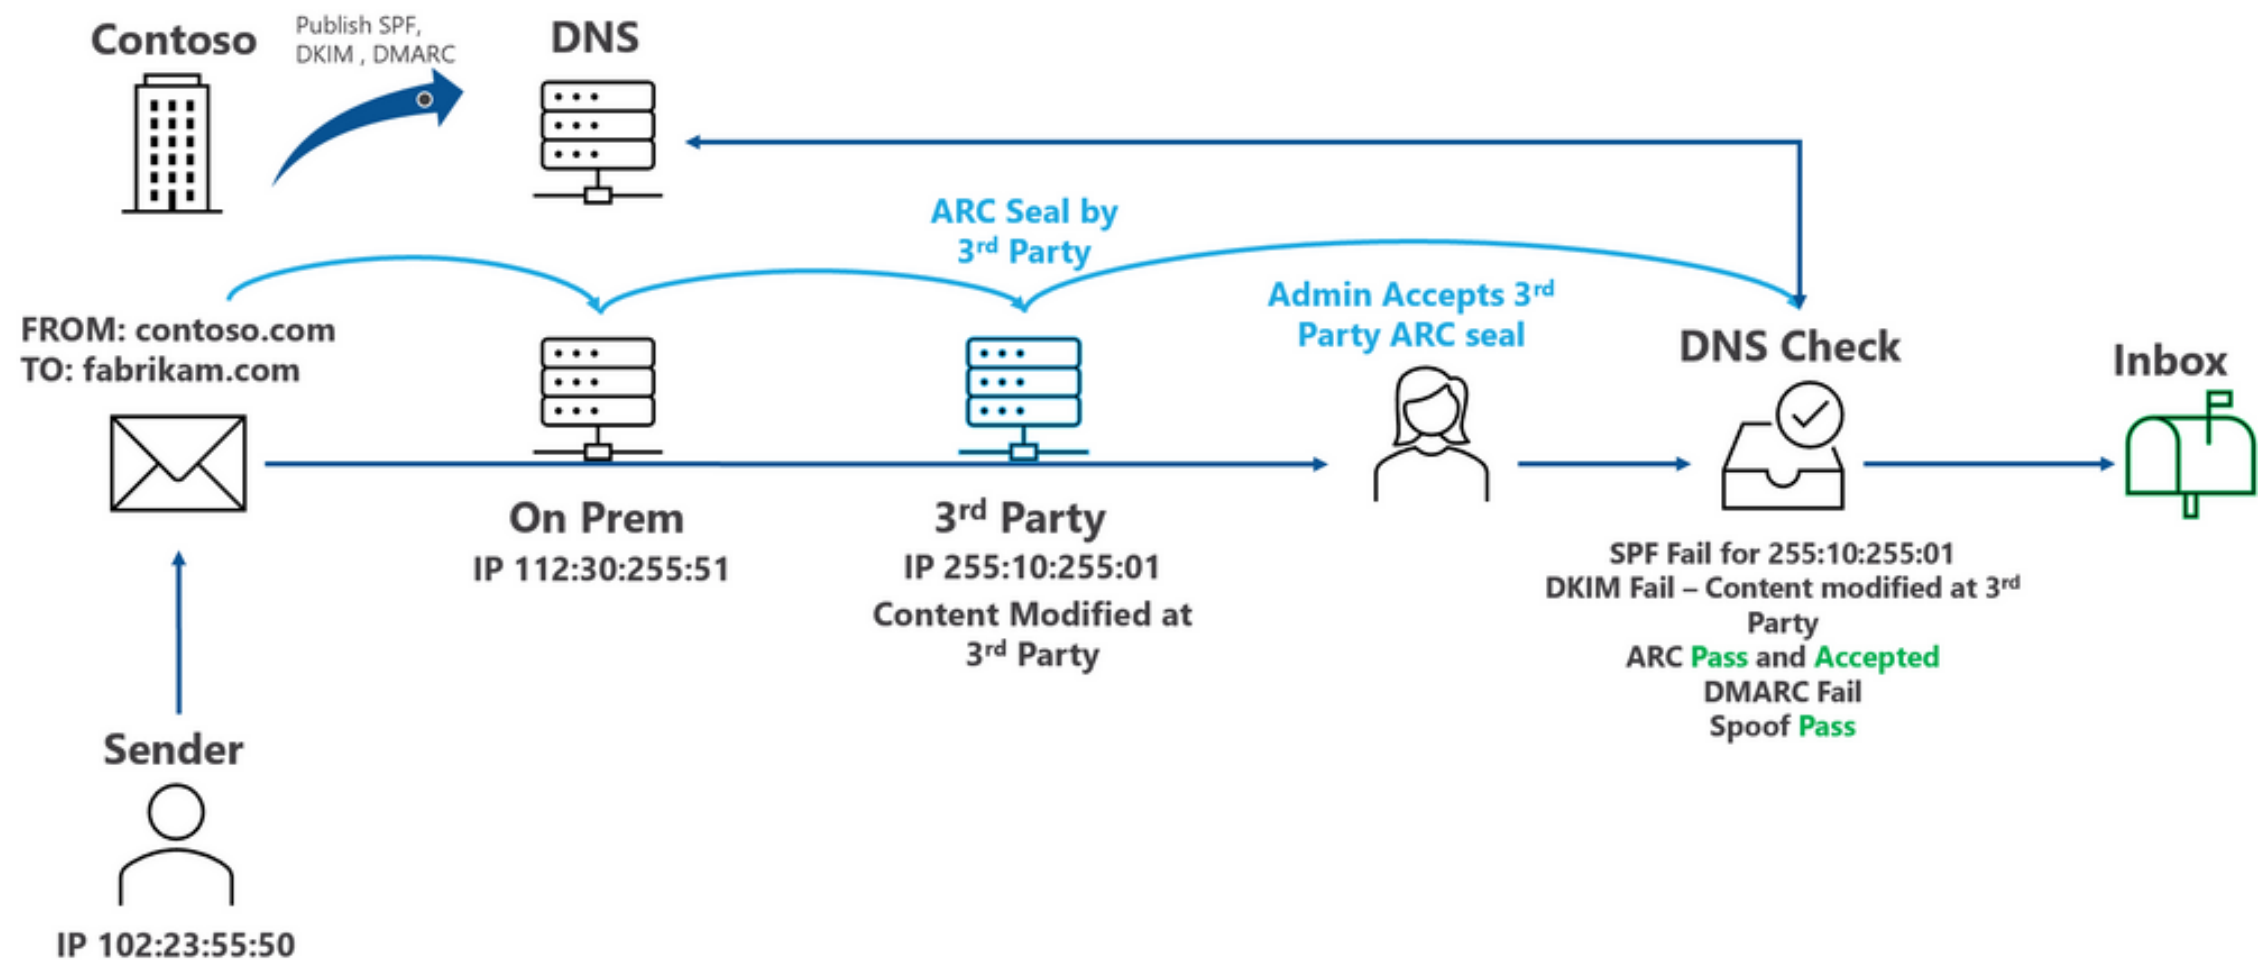 Contoso
Publish SPF,
DKIM , DMARC
DNS
ARC Seal by
3rd Party
Admin Accepts 3rd
Party ARC seal
FROM: contoso.com
TO: fabrikam.com
DNS Check
Inbox
On Prem
IP 112:30:255:51
3rd Party
IP 255:10:255:01
Content Modified at
3rd Party
SPF Fail for 255:10:255:01
DKIM Fail – Content modified at 3rd
Party
ARC Pass and Accepted
DMARC Fail
Spoof Pass
Sender
IP 102:23:55:50